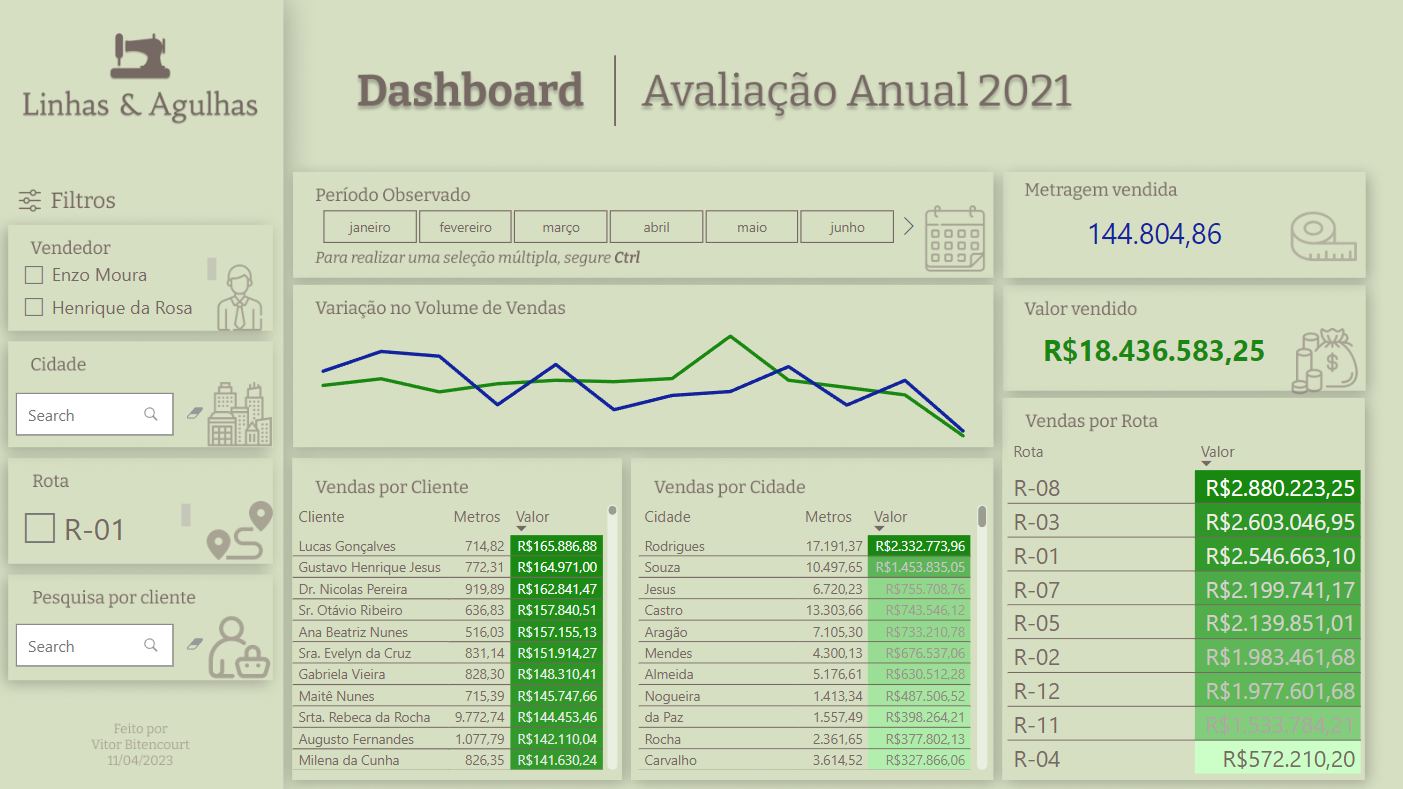 Linhas & Agulhas
Dashboard
Avaliação Anual 2021
Filtros
Vendedor
Enzo Moura
Henrique da Rosa
Cidade
Search
Rota
R-01
Pesquisa por cliente
Search
Feito por
Vitor Bitencourt
11/04/2023
Período Observado
janeiro fevereiro março abril maio junho
Para realizar uma seleção múltipla, segure Ctrl
Variação no Volume de Vendas
Vendas por Cliente
Cliente Metros Valor
Lucas Gonçalves 714,82 R$165.886,88
Gustavo Henrique Jesus 772,31 R$164.971,00
Dr. Nicolas Pereira 919,89 R$162.841,47
Sr. Otávio Ribeiro 636,83 R$157.840,51
Ana Beatriz Nunes 516,03 R$157.155,13
Sra. Evelyn da Cruz 831,14 R$151.914,27
Gabriela Vieira 828,30 R$148.310,41
Maitê Nunes 715,39 R$145.747,66
Srta. Rebeca da Rocha 9.772,74 R$144.453,46
Augusto Fernandes 1.077,79 R$142.110,04
Milena da Cunha 826,35 R$141.630,24
Vendas por Cidade
Cidade Metros Valor
Rodrigues 17.191,37 R$2.332.773,96
Souza 10.497,65 R$1.453.835,05
Jesus 6.720,23 R$755.708,76
Castro 13.303,66 R$743.546,12
Aragão 7.105,30 R$733.210,78
Mendes 4.300,13 R$676.537,06
Almeida 5.176,61 R$630.512,28
Nogueira 1.413,34 R$487.506,52
da Paz 1.557,49 R$398.264,21
Rocha 2.361,65 R$377.802,13
Carvalho 3.614,52 R$327.866,06
Metragem vendida
144.804,86
Valor vendido
R$18.436.583,25
$
Vendas por Rota
Rota Valor
R-08 R$2.880.223,25
R-03 R$2.603.046,95
R-01 R$2.546.663,10
R-07 R$2.199.741,17
R-05 R$2.139.851,01
R-02 R$1.983.461,68
R-12 R$1.977.601,68
R-11 R$1.533.784,21
R-04 R$572.210,20